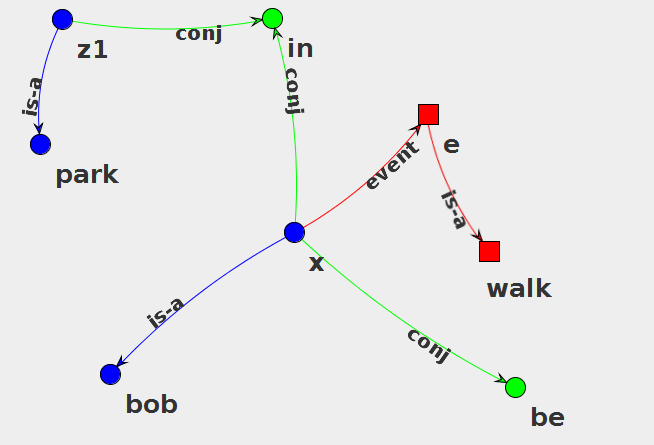 conj
z1
in
is-a
conj
park
e
event
is-a
x
walk
is-a
conj
bob
be